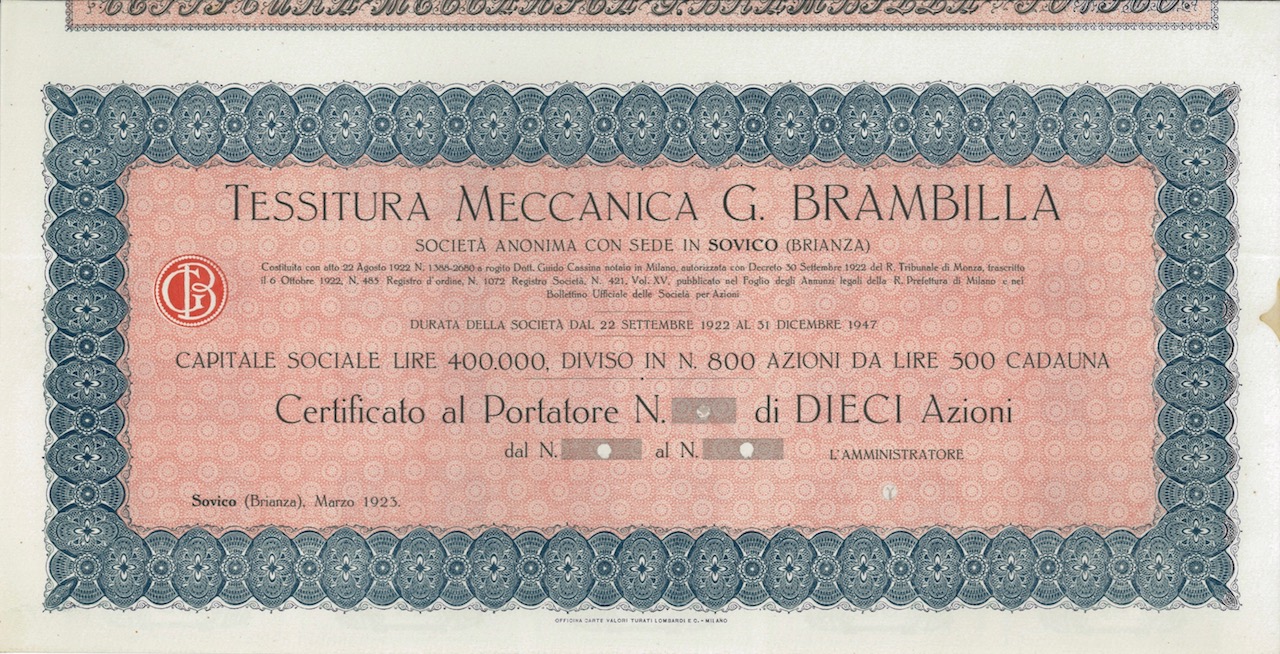 TESSITURA MECCANICA G. BRAMBILLA SOVICO
TESSITURA MECCANICA G. BRAMBILLA
SOCIETÀ ANONIMA CON SEDE IN SOVICO (BRIANZA)
Costituita con atto 22 Agosto 1922 N. 1388-2680 a rogito Dott. Guido Cassina notaio in Milano, autorizzata con Decreto 30 Settembre 1922 del R. Tribunale di Monza, trascritto
il 6 Ottobre 1922, N. 485 Registro d'ordine, N. 1072 Registro Società, N. 421, Vol. XV, pubblicato nel Foglio degli Annunzi legali della R. Prefettura di Milano e nel
Bollettino Ufficiale delle Società per Azioni
DURATA DELLA SOCIETÀ DAL 22 SETTEMBRE 1922 AL 31 DICEMBRE 1947
GB
CAPITALE SOCIALE LIRE 400.000, DIVISO IN N. 800 AZIONI DA LIRE 500 CADAUNA
Certificato al Portatore N. di DIECI Azioni
dal N. al N. L'AMMINISTRATORE
Sovico (Brianza), Marzo 1923.
OFFICINA CARTE VALORI TURATI LOMBARDI E C. - MILANO